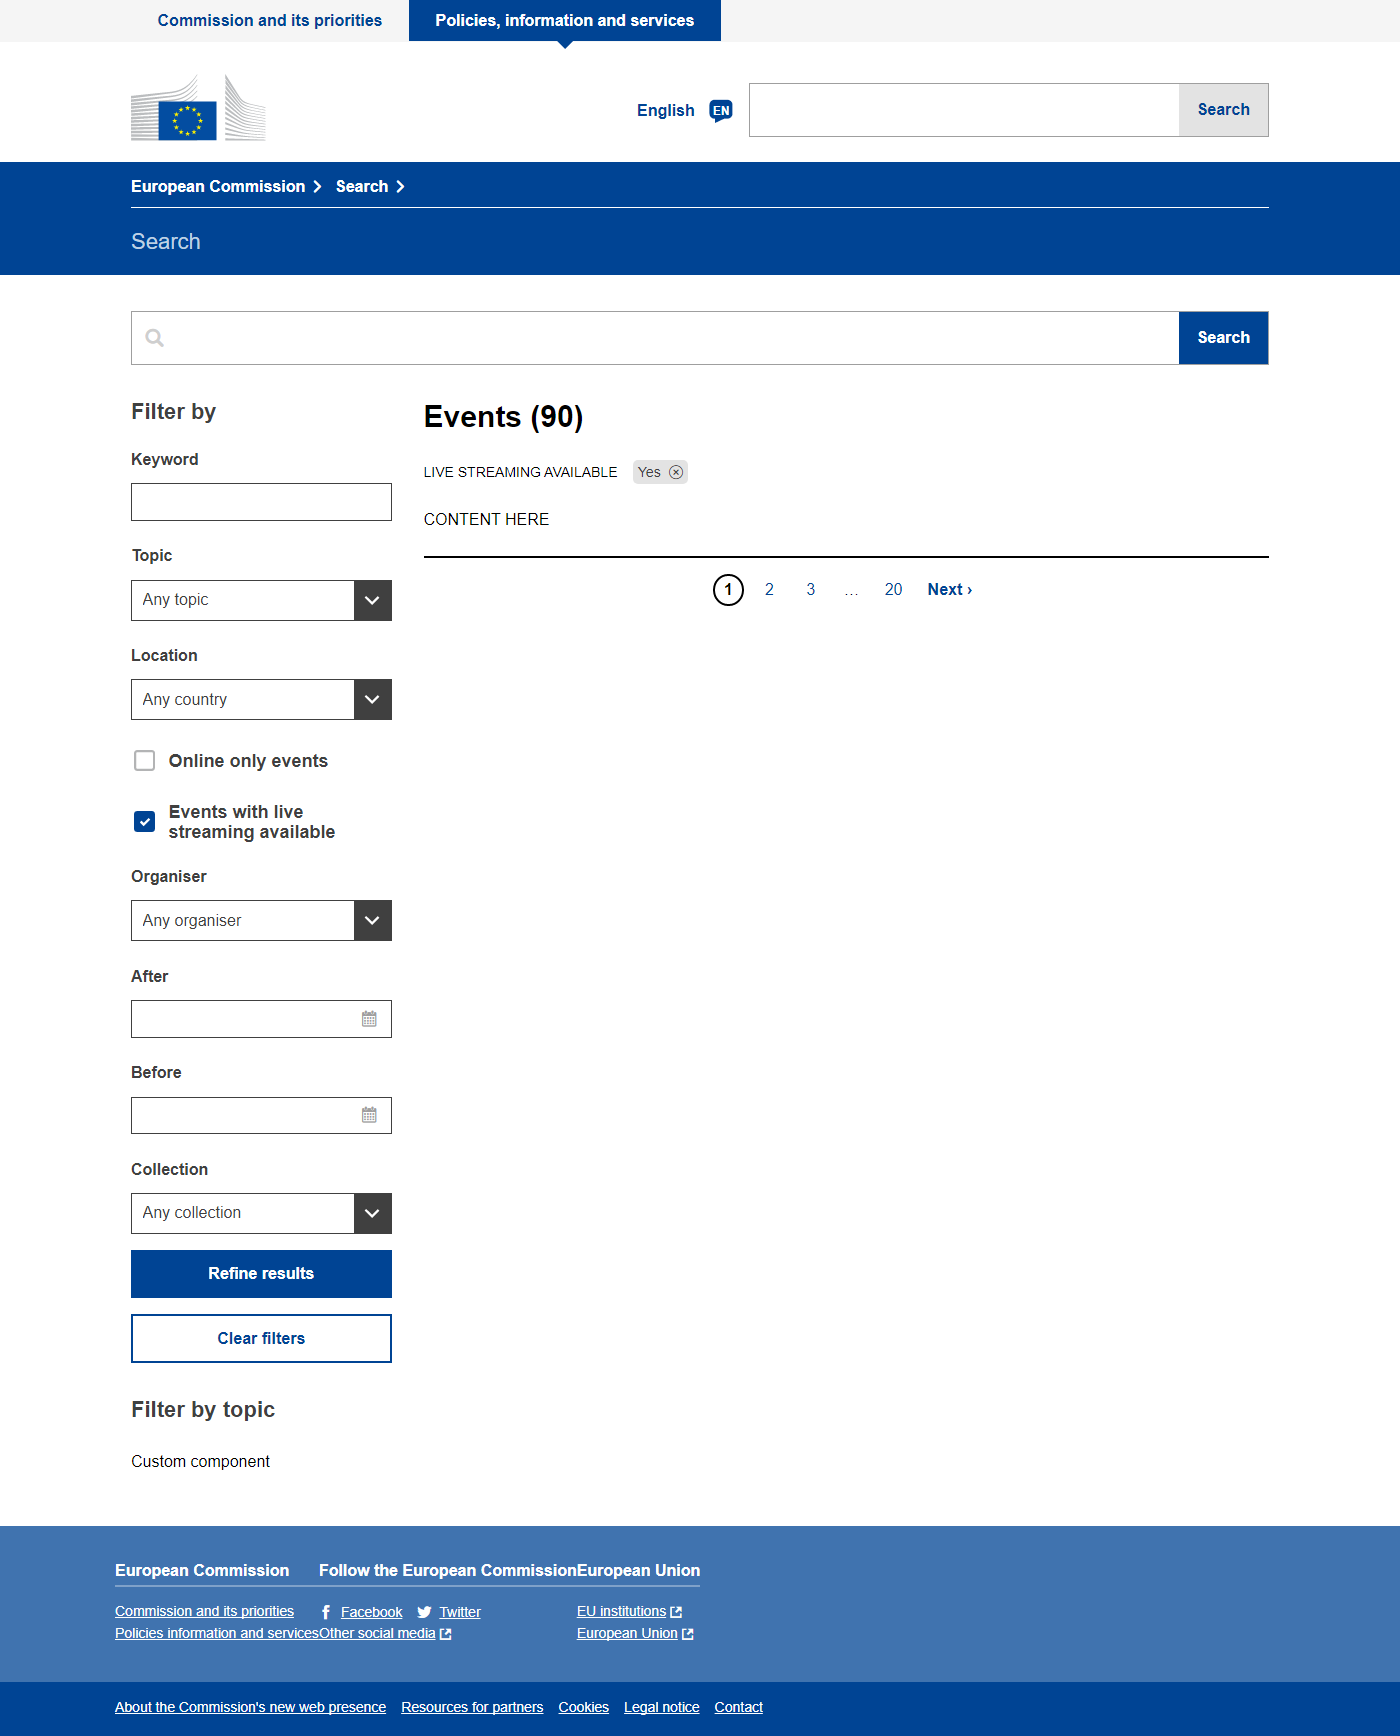 Commission and its priorities
Policies, information and services
English EN
Search
European Commission Search
Search
Search
Filter by
Keyword
Topic
Any topic
Location
Any country
Online only events
Events with live
streaming available
Organiser
Any organiser
After
Before
Collection
Any collection
Refine results
Clear filters
Filter by topic
Custom component
Events (90)
LIVE STREAMING AVAILABLE Yes
CONTENT HERE
1 2 3 … 20 Next ›
European Commission
Commission and its priorities
Policies information and services
Follow the European Commission
Facebook Twitter
Other social media
European Union
EU institutions
European Union
About the Commission's new web presence Resources for partners Cookies Legal notice Contact